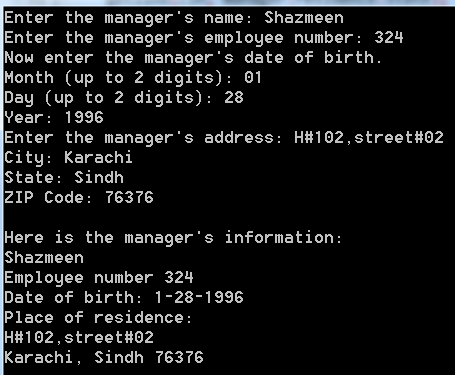 Enter the manager's name: Shazmeen
Enter the manager's employee number: 324
Now enter the manager's date of birth.
Month (up to 2 digits): 01
Day (up to 2 digits): 28
Year: 1996
Enter the manager's address: H#102,street#02
City: Karachi
State: Sindh
ZIP Code: 76376

Here is the manager's information:
Shazmeen
Employee number 324
Date of birth: 1-28-1996
Place of residence:
H#102,street#02
Karachi, Sindh 76376